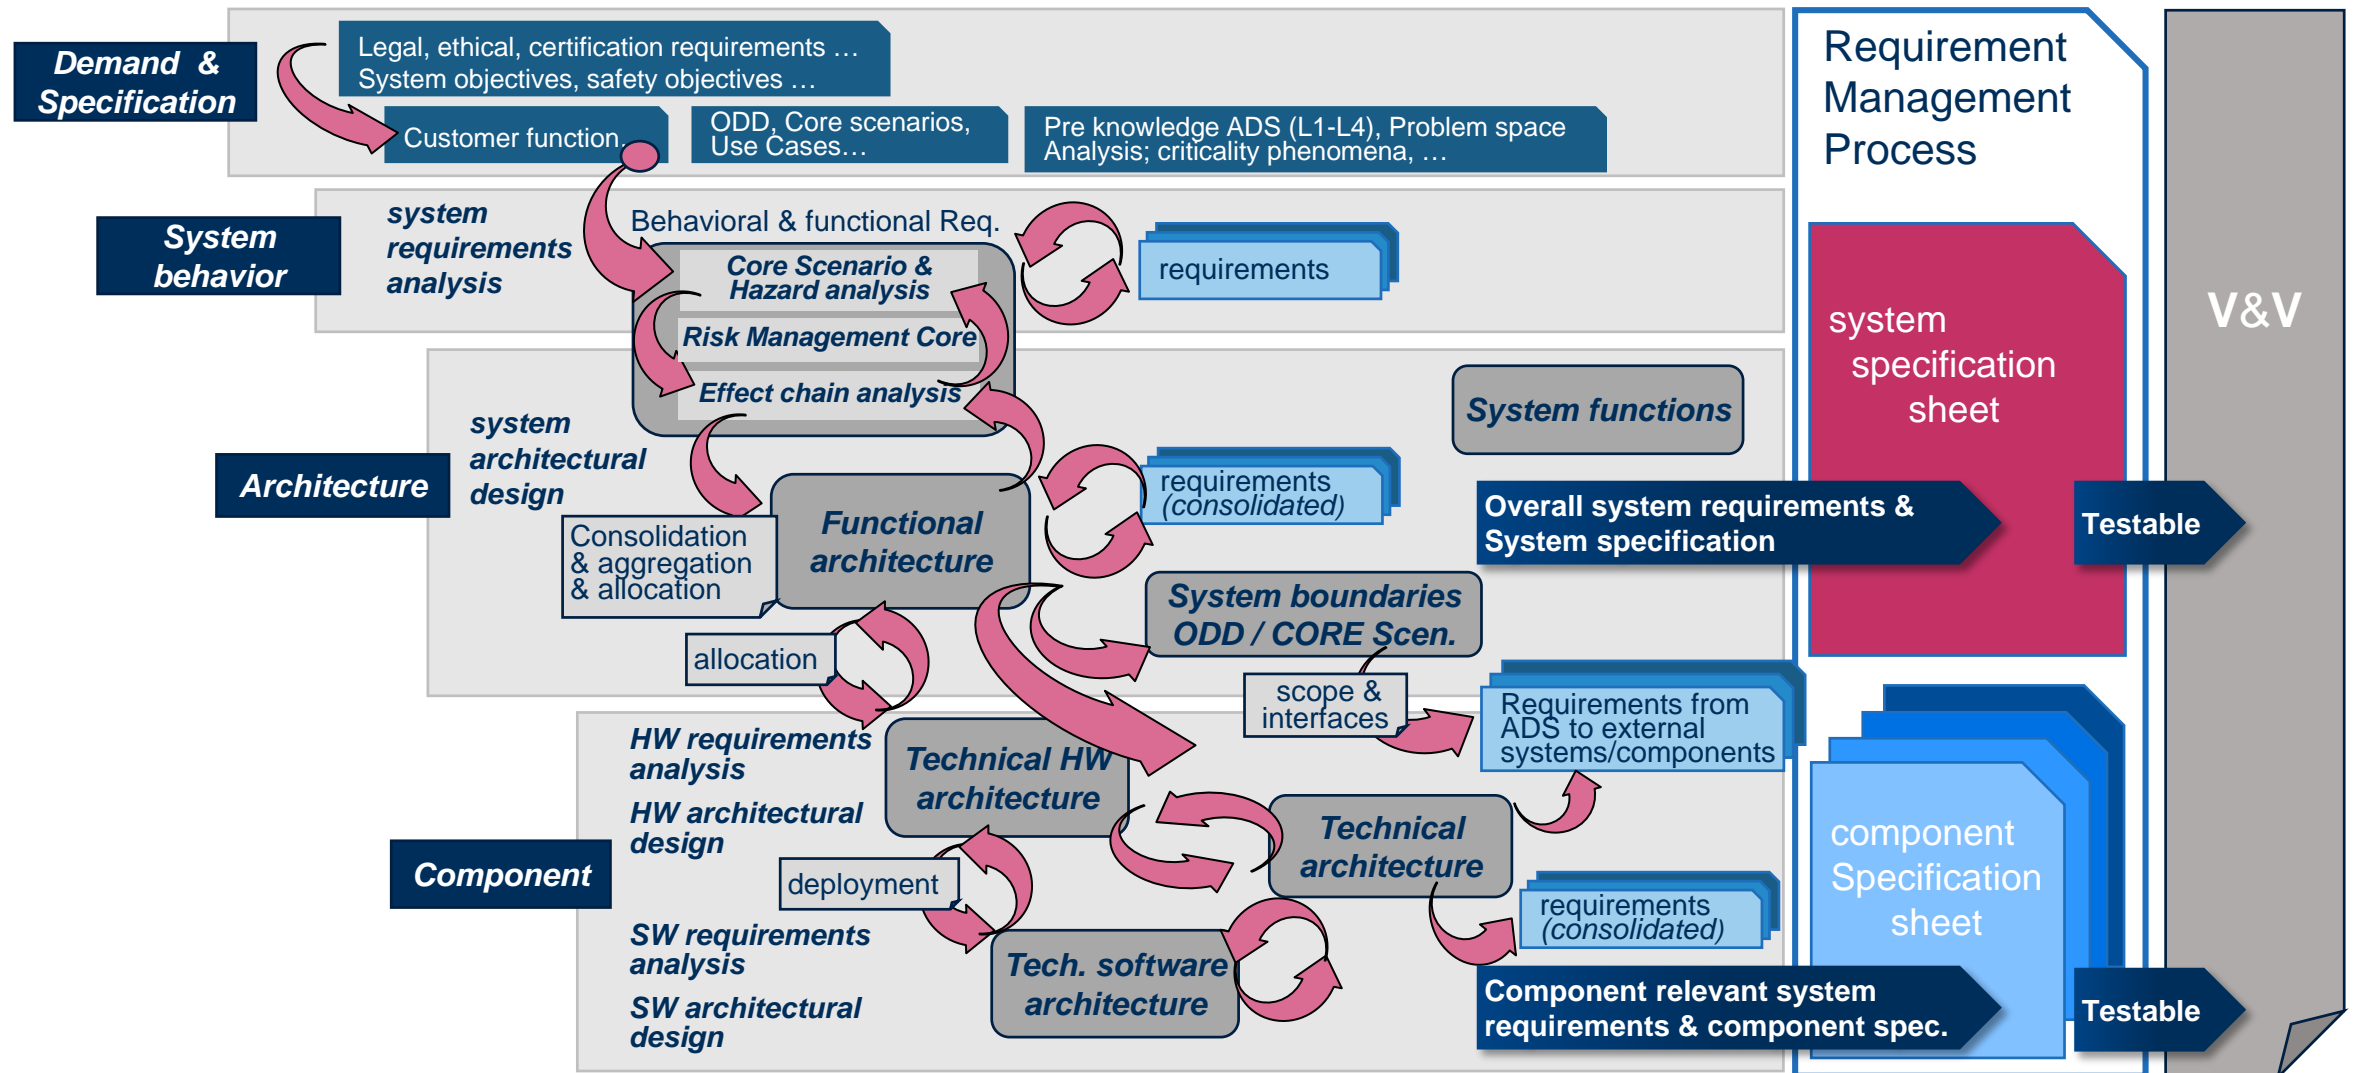 Demand &
Specification
Legal, ethical, certification requirements …
System objectives, safety objectives …
Customer function…
ODD, Core scenarios,
Use Cases…
Pre knowledge ADS (L1-L4), Problem space
Analysis; criticality phenomena, …
Requirement
Management
Process
System
behavior
system
requirements
analysis
Behavioral & functional Req.
Core Scenario &
Hazard analysis
Risk Management Core
Effect chain analysis
requirements
system
specification
sheet
V&V
Architecture
system
architectural
design
System functions
Functional
architecture
requirements
(consolidated)
Consolidation
& aggregation
& allocation
Overall system requirements &
System specification
Testable
System boundaries
ODD / CORE Scen.
allocation
scope &
interfaces
Requirements from
ADS to external
systems/components
Component
HW requirements
analysis
HW architectural
design
SW requirements
analysis
SW architectural
design
Technical HW
architecture
Technical
architecture
deployment
Tech. software
architecture
requirements
(consolidated)
component
Specification
sheet
Component relevant system
requirements & component spec.
Testable